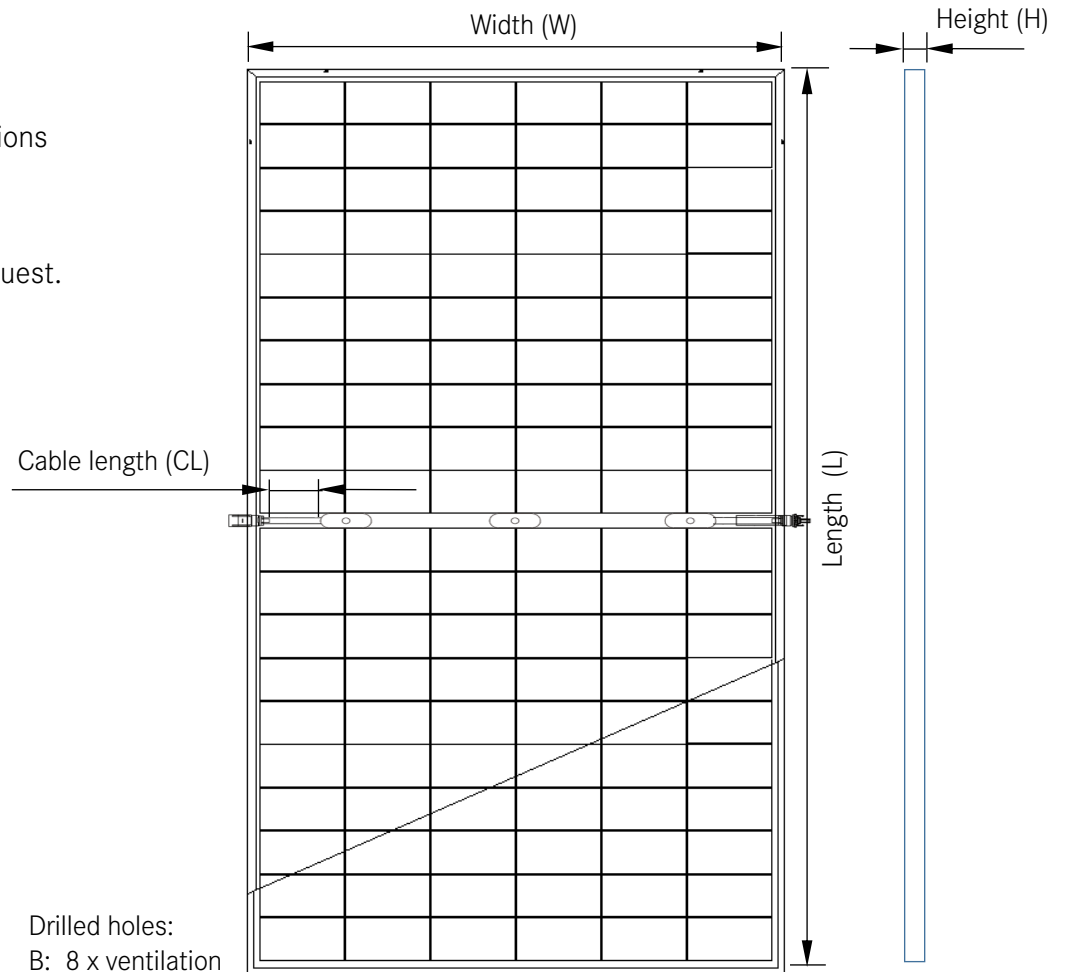 Width (W)
Height (H)
ions
uest.
Cable length (CL)
Length (L)
Drilled holes:
B: 8 x ventilation